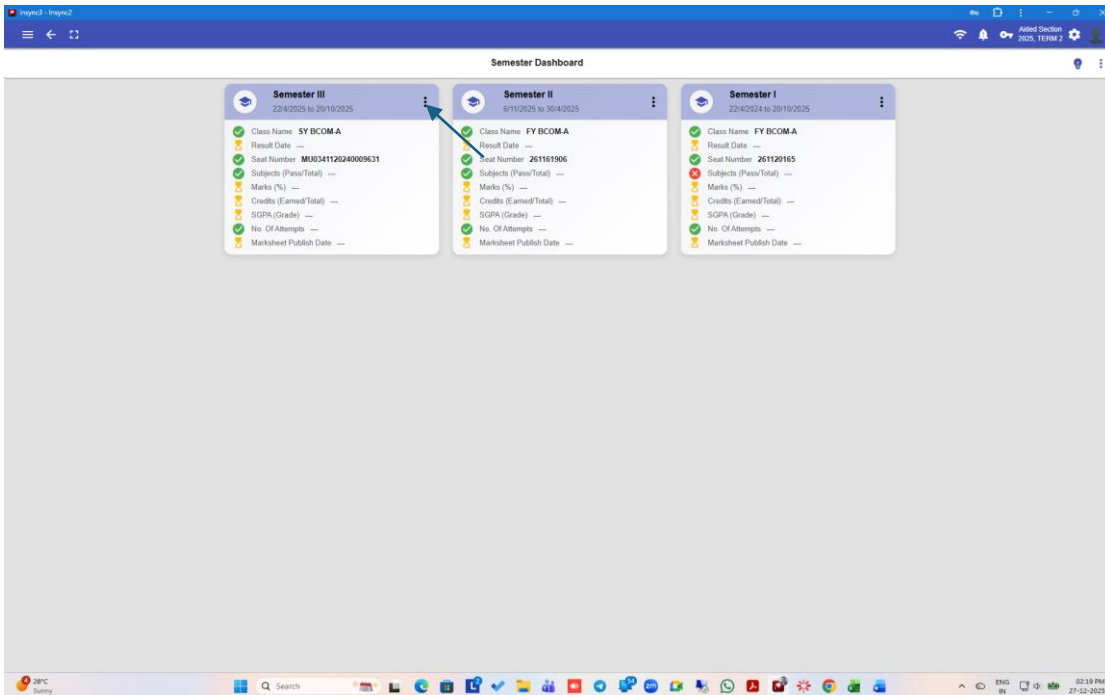 Insync3 - Insync2
Aided Section
2025, TERM 2
Semester Dashboard
Semester III
22/4/2025 to 20/10/2025
Class Name SY BCOM-A
Result Date ---
Seat Number MU0341120240009631
Subjects (Pass/Total) ---
Marks (%) ---
Credits (Earned/Total) ---
SGPA (Grade) ---
No. Of Attempts ---
Marksheet Publish Date ---
Semester II
6/11/2025 to 30/4/2025
Class Name FY BCOM-A
Result Date ---
Seat Number 261161906
Subjects (Pass/Total) ---
Marks (%) ---
Credits (Earned/Total) ---
SGPA (Grade) ---
No. Of Attempts ---
Marksheet Publish Date ---
Semester I
22/4/2024 to 20/10/2025
Class Name FY BCOM-A
Result Date ---
Seat Number 261120165
Subjects (Pass/Total) ---
Marks (%) ---
Credits (Earned/Total) ---
SGPA (Grade) ---
No. Of Attempts ---
Marksheet Publish Date ---
28°C
Sunny
Search
zm
ENG
IN
02:19 PM
27-12-2025